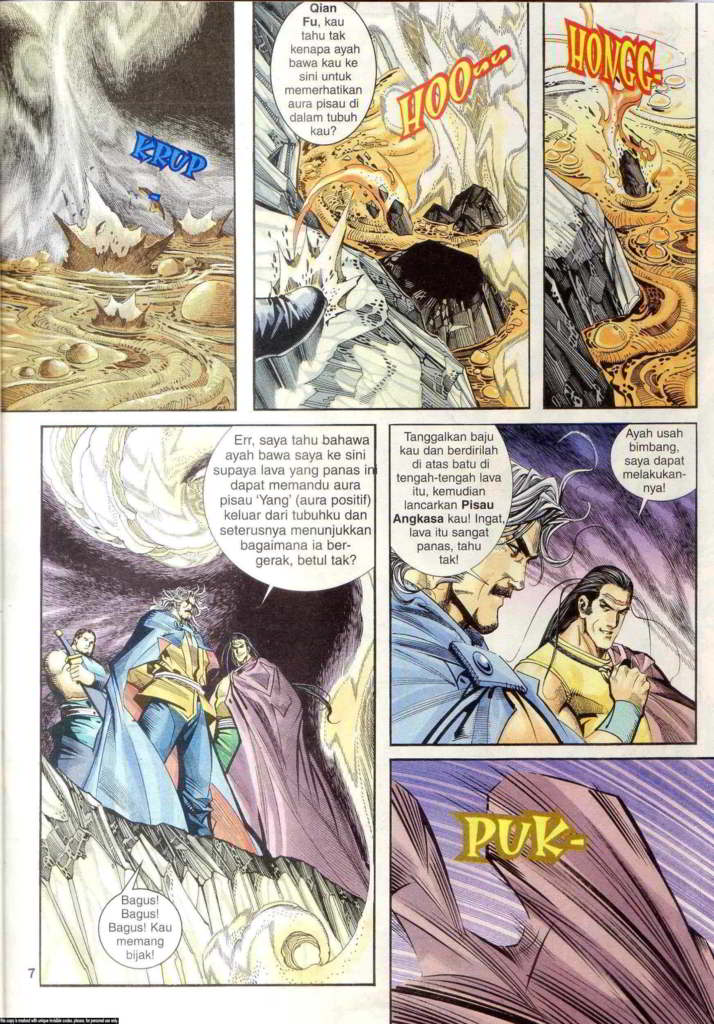 KRUP
Qian
Fu, kau
tahu tak
kenapa ayah
bawa kau ke
sini untuk
memerhatikan
aura pisau di
dalam tubuh
kau?
HOO~~
HONGG-
Err, saya tahu bahawa
ayah bawa saya ke sini
supaya lava yang panas in
dapat memandu aura
pisau 'Yang' (aura positif)
keluar dari tubuhku dan
seterusnya menunjukkan
bagaimana ia ber-
gerak, betul tak?
Bagus!
Bagus!
Bagus! Kau
memang
bijak!
Tanggalkan baju
kau dan berdirilah
di atas batu di
tengah-tengah lava
itu, kemudian
lancarkan Pisau
Angkasa kau! Ingat,
lava itu sangat
panas, tahu
tak!
Ayah usah
bimbang,
saya dapat
melakukan-
nya!
PUK-
7